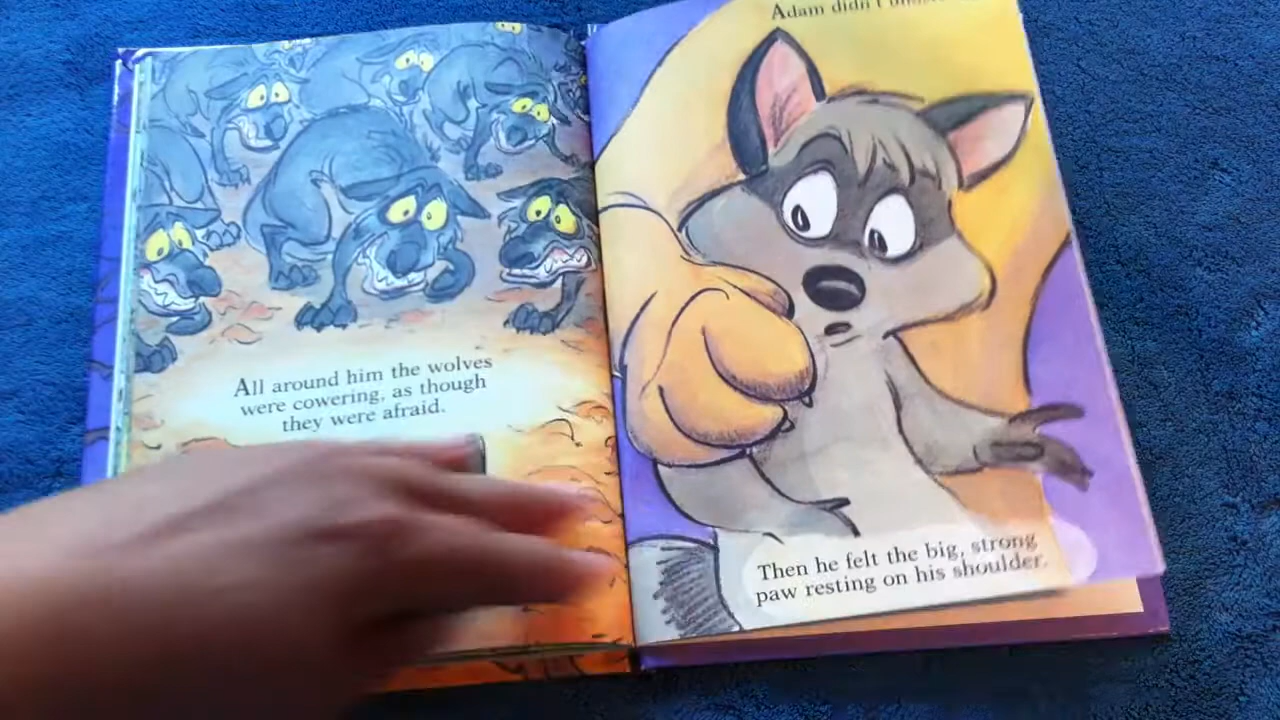 All around him the wolves
were cowering, as though
they were afraid.
Adam didn't
Then he felt the big, strong
paw resting on his shoulder.